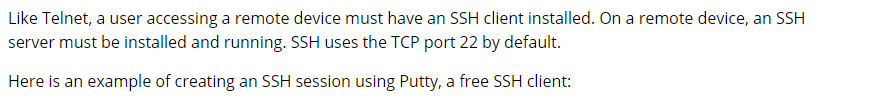 Like Telnet, a user accessing a remote device must have an SSH client installed. On a remote device, an SSH
server must be installed and running. SSH uses the TCP port 22 by default.
Here is an example of creating an SSH session using Putty, a free SSH client: